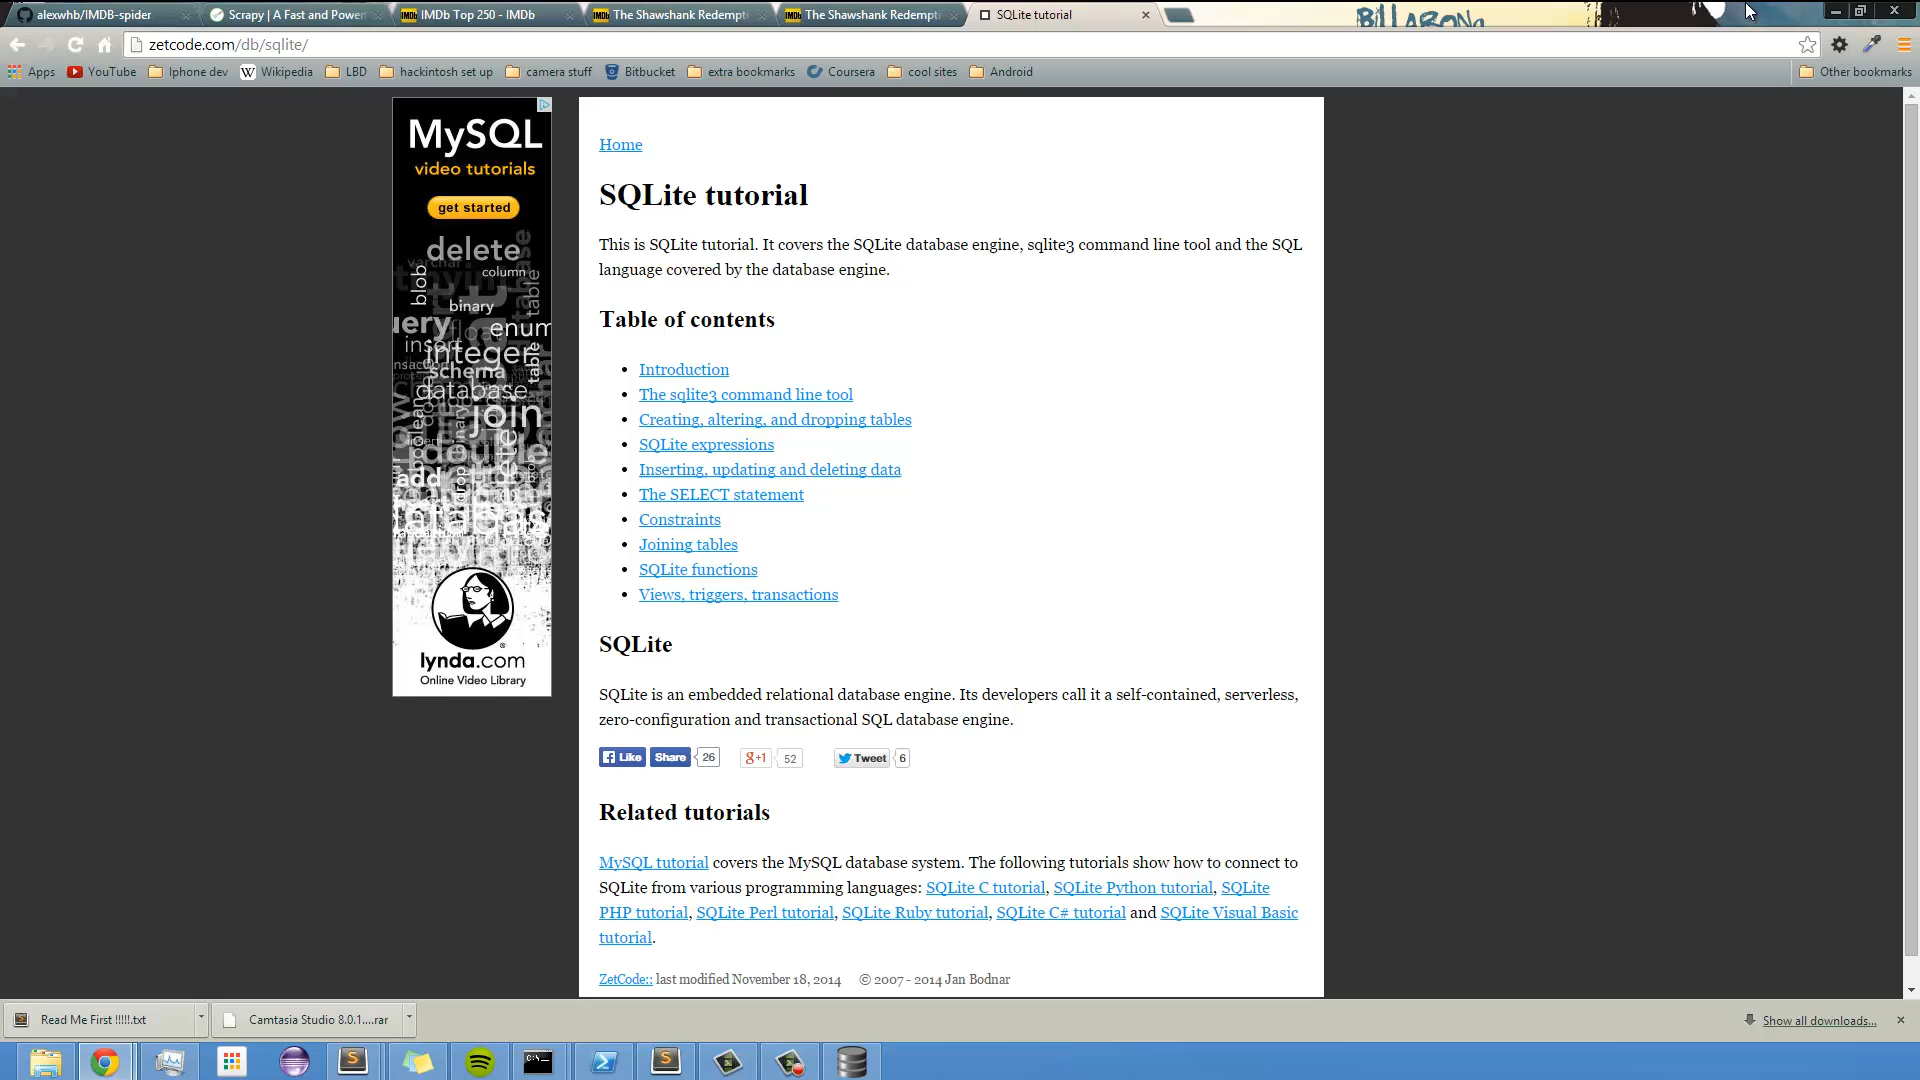 alexwhb/IMDB-spider
Scrapy | A Fast and Power
IMDb Top 250 - IMDb
The Shawshank Redempt
The Shawshank Redempt
SQLite tutorial
BILLABONG
zetcode.com/db/sqlite/
Apps
YouTube
Iphone dev
Wikipedia
LBD
hackintosh set up
camera stuff
Bitbucket
extra bookmarks
Coursera
cool sites
Android
Other bookmarks
MySQL
video tutorials
get started
delete
column
blob
table
binary
enum
insert
integer
table
schema
database
join
boolean
double
add
drop
lynda.com
Online Video Library
Home
SQLite tutorial
This is SQLite tutorial. It covers the SQLite database engine, sqlite3 command line tool and the SQL
language covered by the database engine.
Table of contents
Introduction
The sqlite3 command line tool
Creating, altering, and dropping tables
SQLite expressions
Inserting, updating and deleting data
The SELECT statement
Constraints
Joining tables
SQLite functions
Views, triggers, transactions
SQLite
SQLite is an embedded relational database engine. Its developers call it a self-contained, serverless,
zero-configuration and transactional SQL database engine.
Like Share 26 g+1 52 Tweet 6
Related tutorials
MySQL tutorial covers the MySQL database system. The following tutorials show how to connect to
SQLite from various programming languages: SQLite C tutorial, SQLite Python tutorial, SQLite
PHP tutorial, SQLite Perl tutorial, SQLite Ruby tutorial, SQLite C# tutorial and SQLite Visual Basic
tutorial.
ZetCode:: last modified November 18, 2014 © 2007 - 2014 Jan Bodnar
Read Me First !!!!!.txt
Camtasia Studio 8.0.1....rar
Show all downloads...